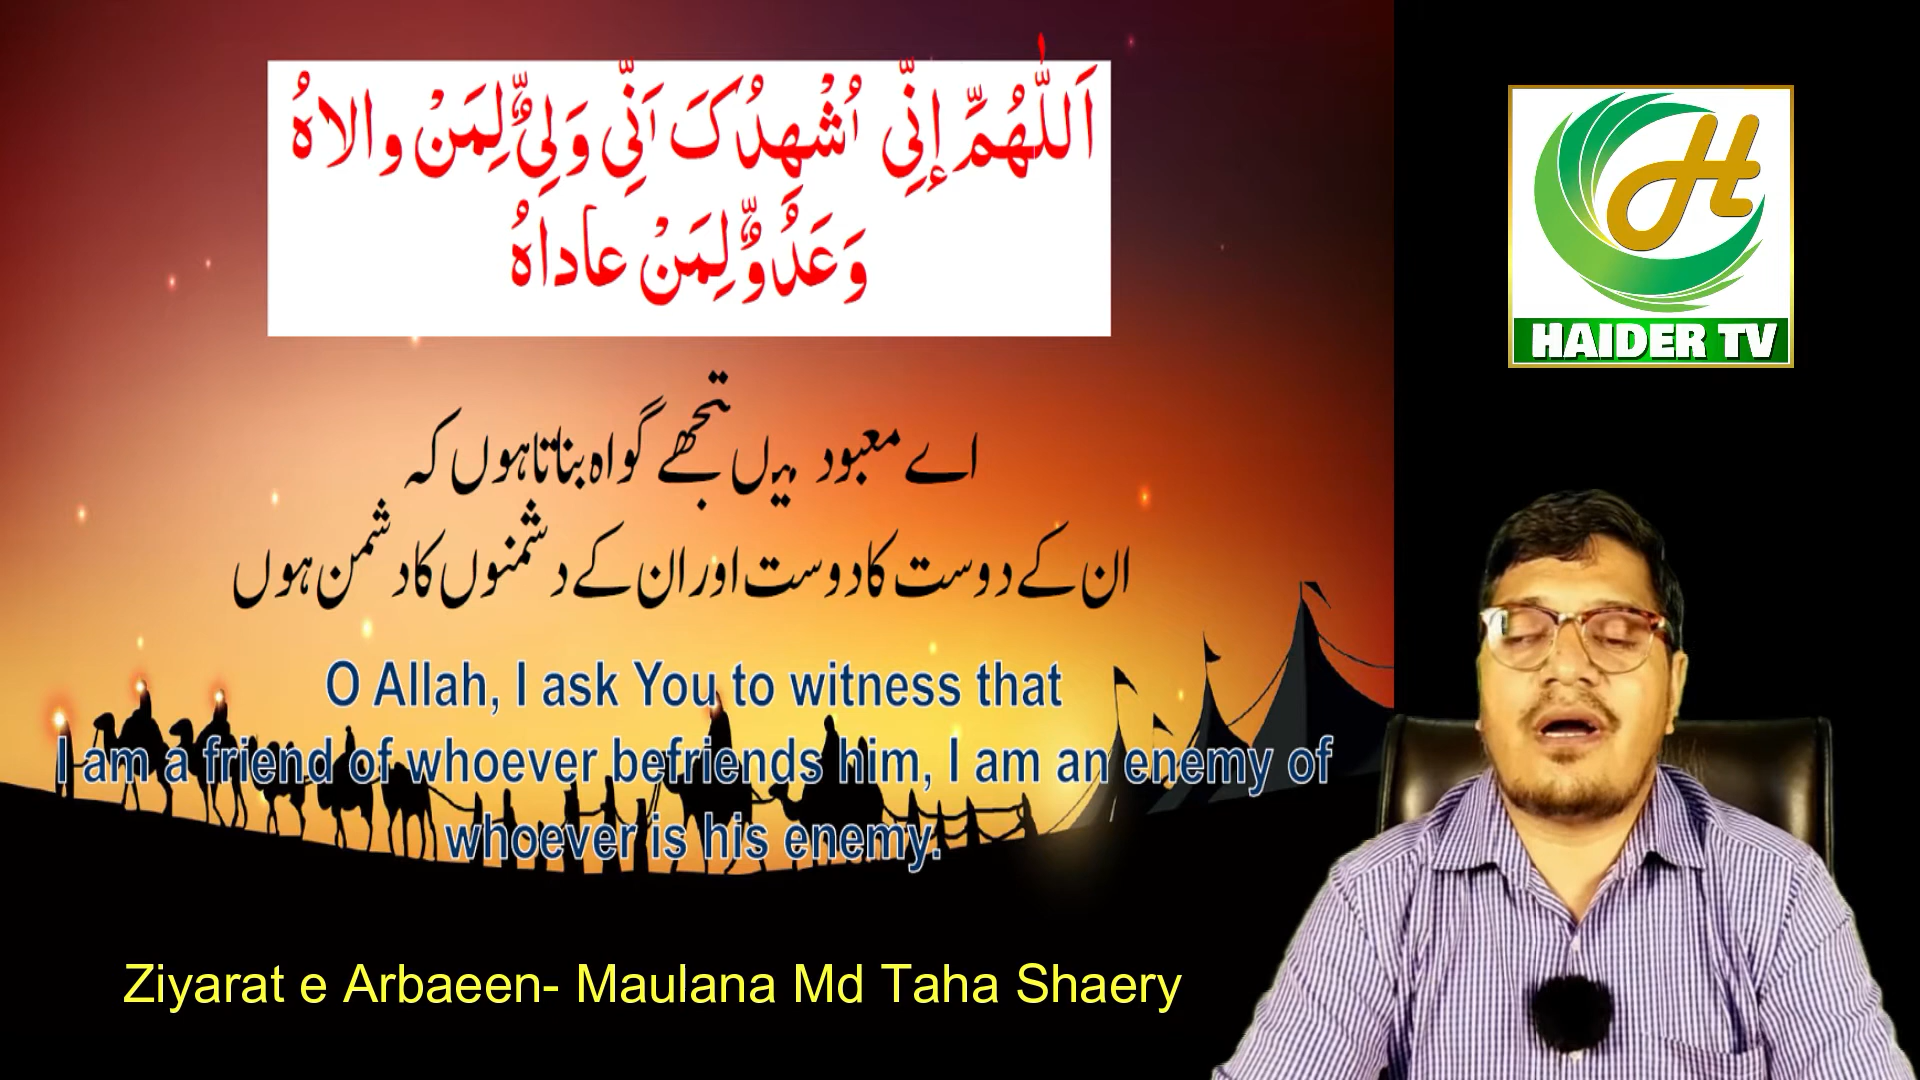 اَللّٰهُمَّ إِنِّي اُشْهِدُكَ اَنِّي وَلِيٌّ لِمَنْ والاهُ
وَعَدُوٌّ لِمَنْ عاداهُ
اے معبود میں تجھے گواہ بناتا ہوں کہ
ان کے دوست کا دوست اور ان کے دشمنوں کا دشمن ہوں
O Allah, I ask You to witness that
I am a friend of whoever befriends him, I am an enemy of
whoever is his enemy.
Ziyarat e Arbaeen- Maulana Md Taha Shaery
H
HAIDER TV